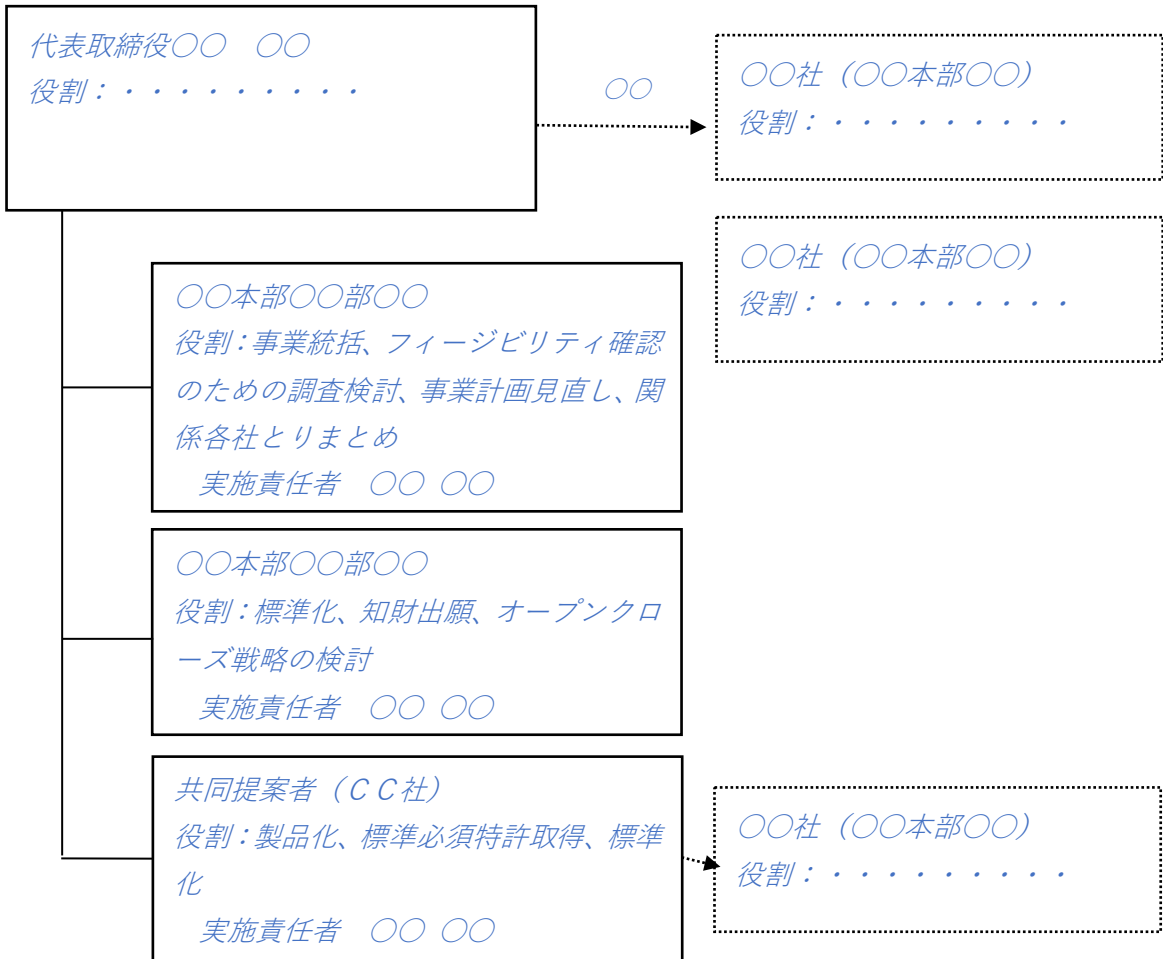 代表取締役○○　○○
役割：・・・・・・・・・
○○
○○社（○○本部○○）
役割：・・・・・・・・・
○○社（○○本部○○）
役割：・・・・・・・・・
○○本部○○部○○
役割：事業統括、フィージビリティ確認
のための調査検討、事業計画見直し、関
係各社とりまとめ
実施責任者　○○ ○○
○○本部○○部○○
役割：標準化、知財出願、オープンクロ
ーズ戦略の検討
実施責任者　○○ ○○
共同提案者（ＣＣ社）
役割：製品化、標準必須特許取得、標準
化
実施責任者　○○ ○○
○○社（○○本部○○）
役割：・・・・・・・・・